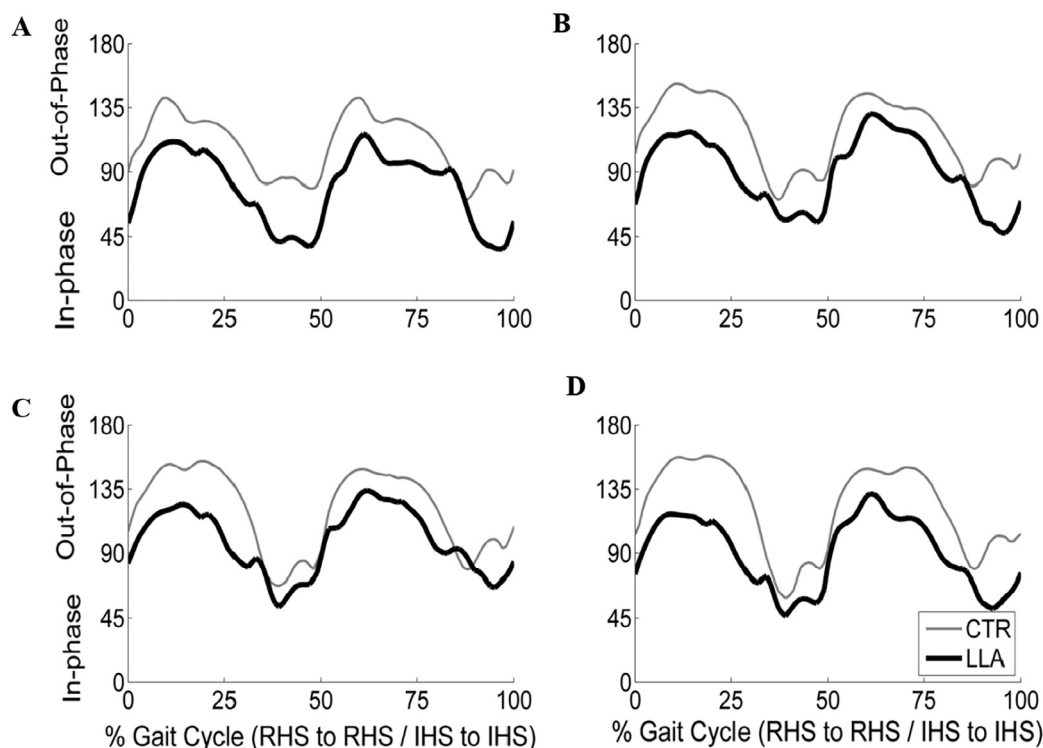 A
B
Out-of-Phase
In-phase
180
135
90
45
0
0 25 50 75 100
180
135
90
45
0
0 25 50 75 100
C
D
Out-of-Phase
In-phase
180
135
90
45
0
0 25 50 75 100
% Gait Cycle (RHS to RHS / IHS to IHS)
180
135
90
45
0
CTR
LLA
0 25 50 75 100
% Gait Cycle (RHS to RHS / IHS to IHS)